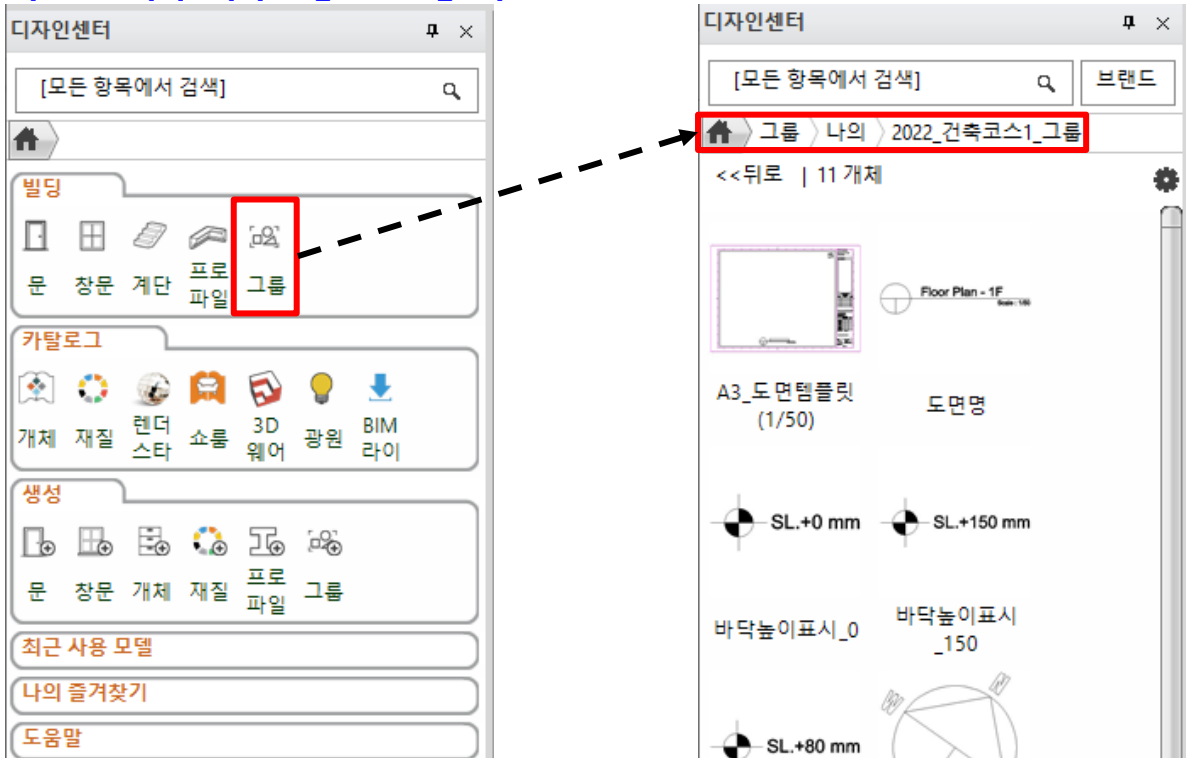 디자인센터
[모든 항목에서 검색]
빌딩
문 창문 계단 프로파일 그룹
카탈로그
개체 재질 렌더스타 쇼룸 3D웨어 광원 BIM라이
생성
문 창문 개체 재질 프로파일 그룹
최근 사용 모델
나의 즐겨찾기
도움말
디자인센터
[모든 항목에서 검색] 브랜드
그룹 나의 2022_건축코스1_그룹
<<뒤로 | 11 개체
Floor Plan - 1F
Scale : 1/50
A3_도면템플릿
(1/50)
도면명
SL.+0 mm SL.+150 mm
바닥높이표시_0
바닥높이표시
_150
SL.+80 mm